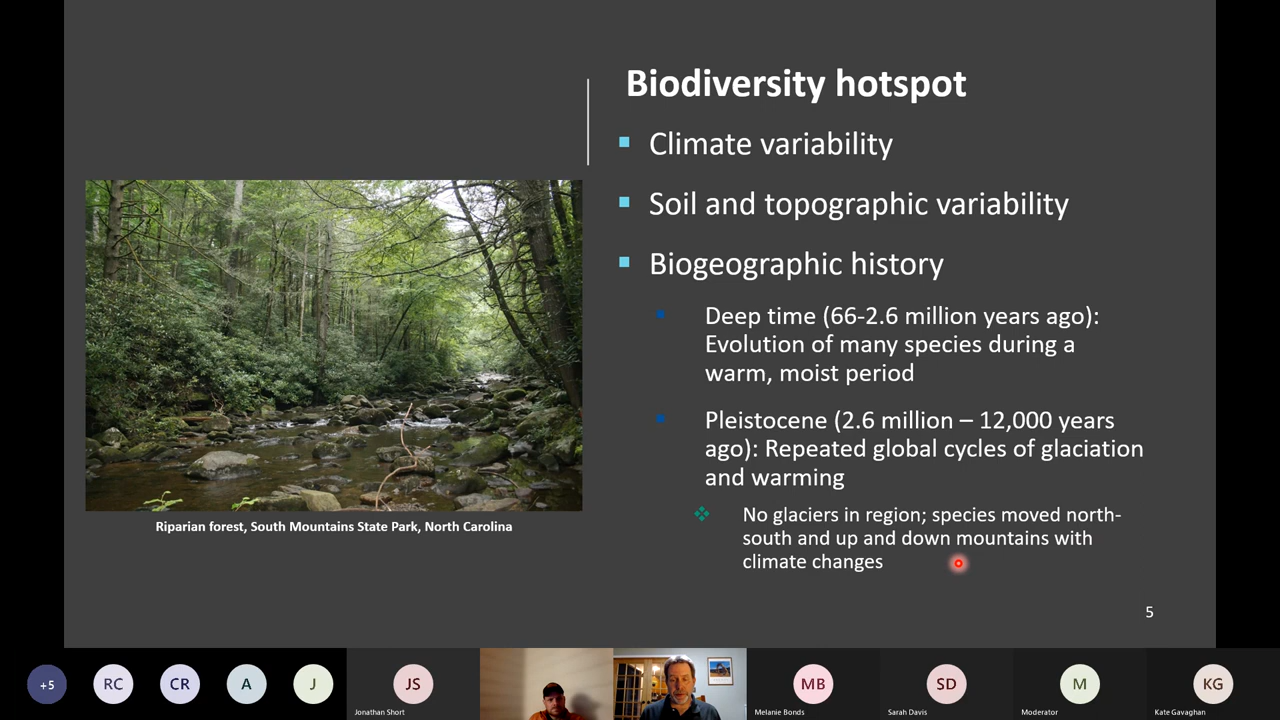 Biodiversity hotspot
Climate variability
Soil and topographic variability
Biogeographic history
Deep time (66-2.6 million years ago):
Evolution of many species during a
warm, moist period
Pleistocene (2.6 million – 12,000 years
ago): Repeated global cycles of glaciation
and warming
No glaciers in region; species moved north-
south and up and down mountains with
climate changes
Riparian forest, South Mountains State Park, North Carolina
5
+5
RC
CR
A
J
JS
Jonathan Short
MB
Melanie Bonds
SD
Sarah Davis
M
Moderator
KG
Kate Gavaghan